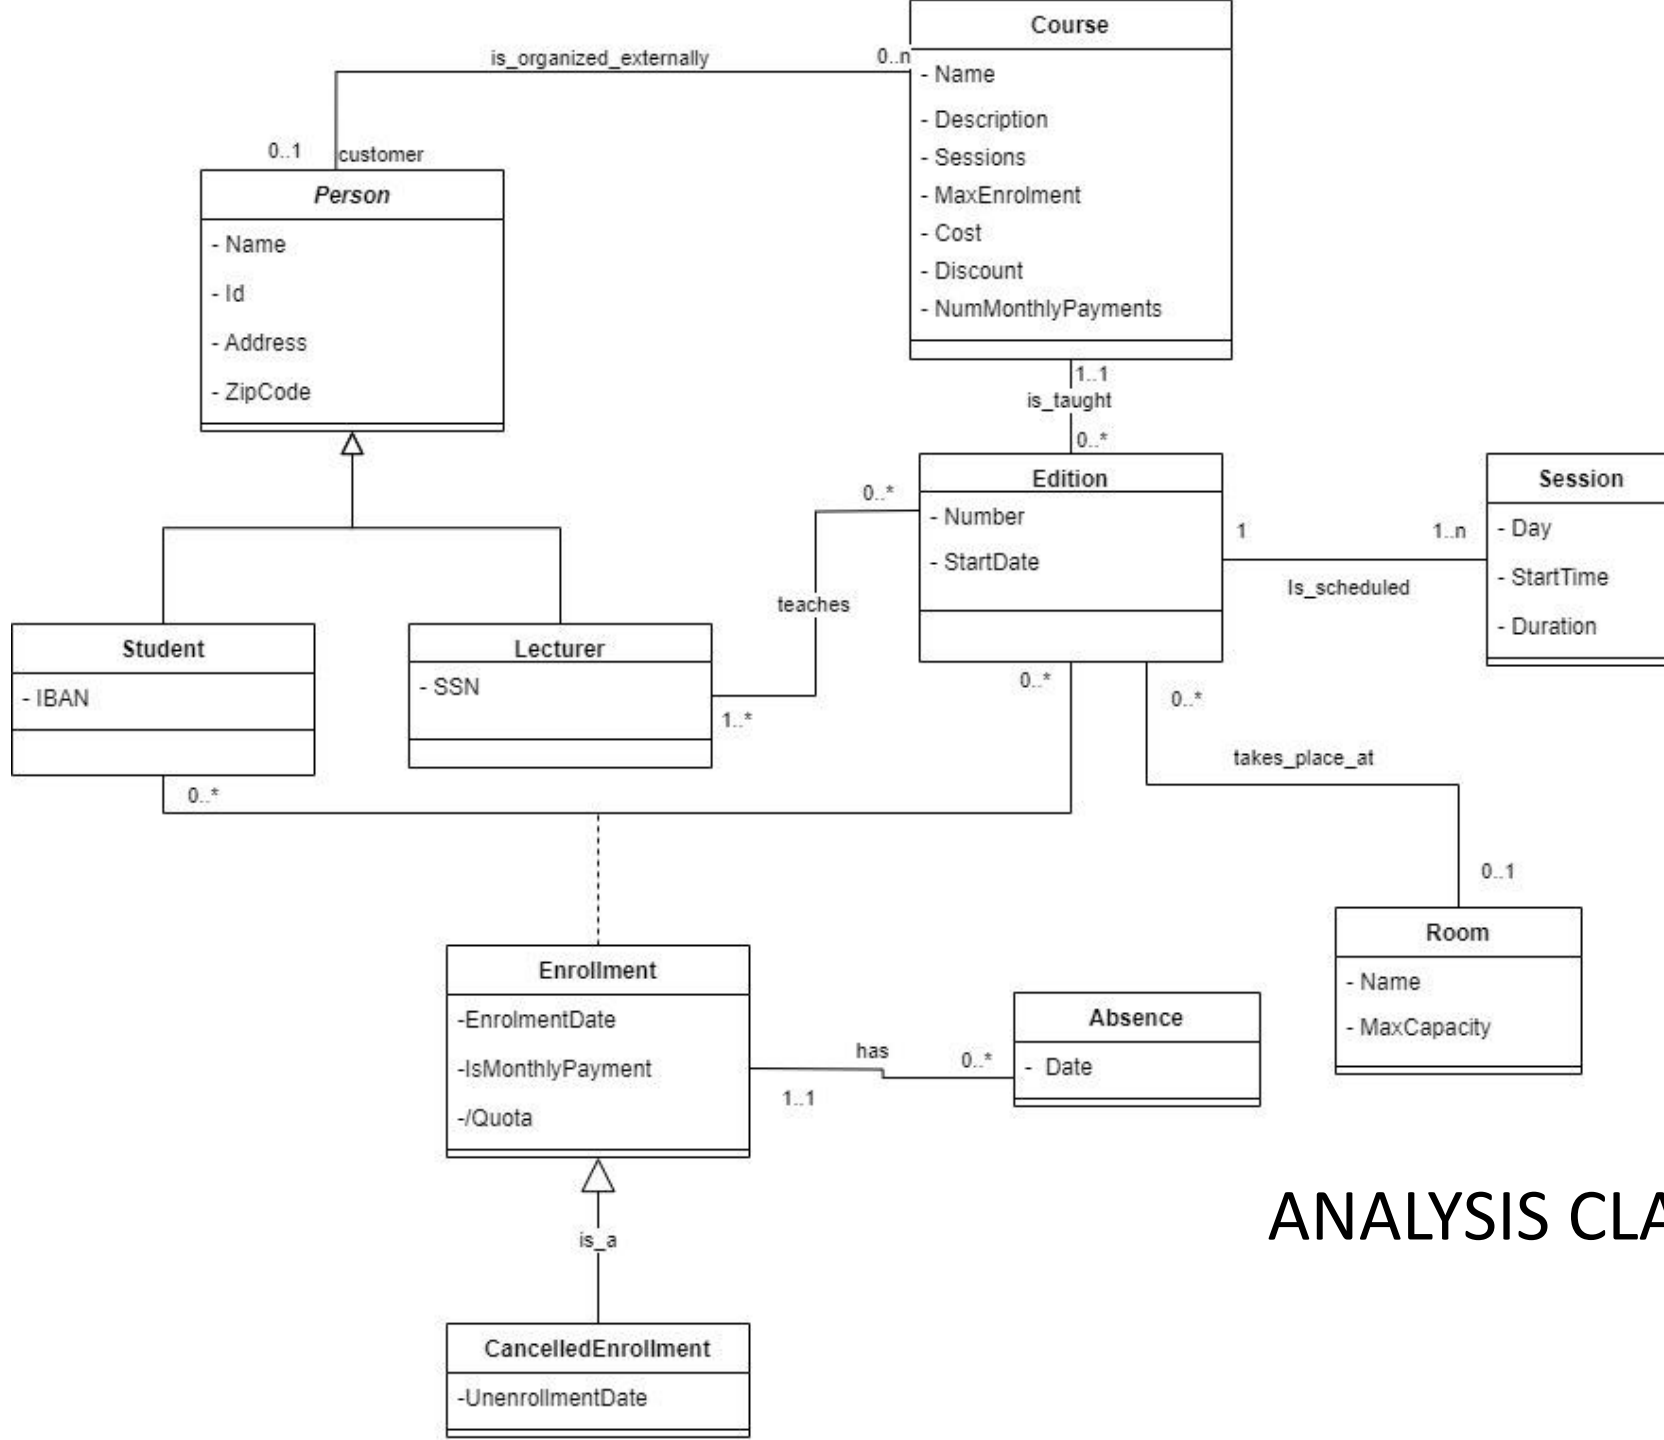 Course
is_organized_externally
0..n
- Name
- Description
- Sessions
- MaxEnrolment
- Cost
- Discount
- NumMonthlyPayments
0..1
customer
Person
- Name
- Id
- Address
- ZipCode
1..1
is_taught
0..*
Edition
- Number
- StartDate
0..*
1
1..n
Is_scheduled
Session
- Day
- StartTime
- Duration
teaches
Student
- IBAN
Lecturer
- SSN
1..*
0..*
0..*
0..*
takes_place_at
0..1
Room
- Name
- MaxCapacity
Enrollment
-EnrolmentDate
-IsMonthlyPayment
-/Quota
has
0..*
1..1
Absence
- Date
ANALYSIS CLA
is_a
CancelledEnrollment
-UnenrollmentDate